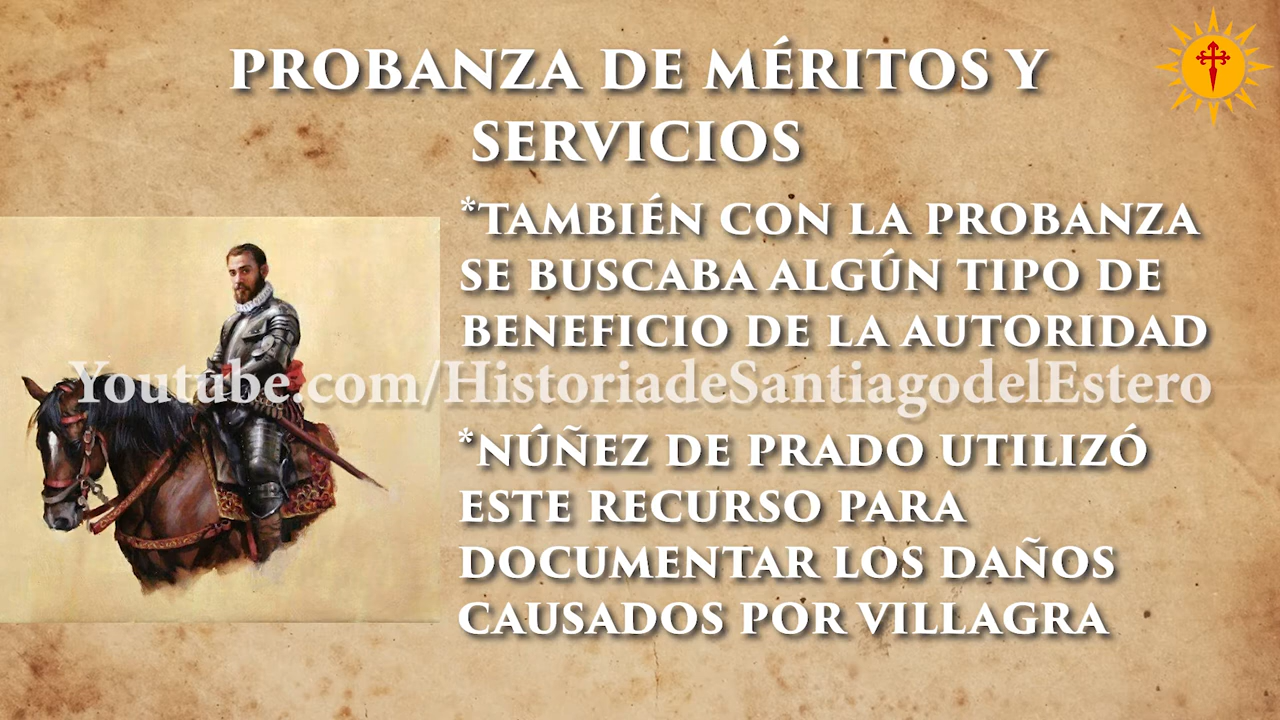 PROBANZA DE MÉRITOS Y
SERVICIOS
*TAMBIÉN CON LA PROBANZA
SE BUSCABA ALGÚN TIPO DE
BENEFICIO DE LA AUTORIDAD
Youtube.com/HistoriadeSantiagodelEstero
*NÚÑEZ DE PRADO UTILIZÓ
ESTE RECURSO PARA
DOCUMENTAR LOS DAÑOS
CAUSADOS POR VILLAGRA